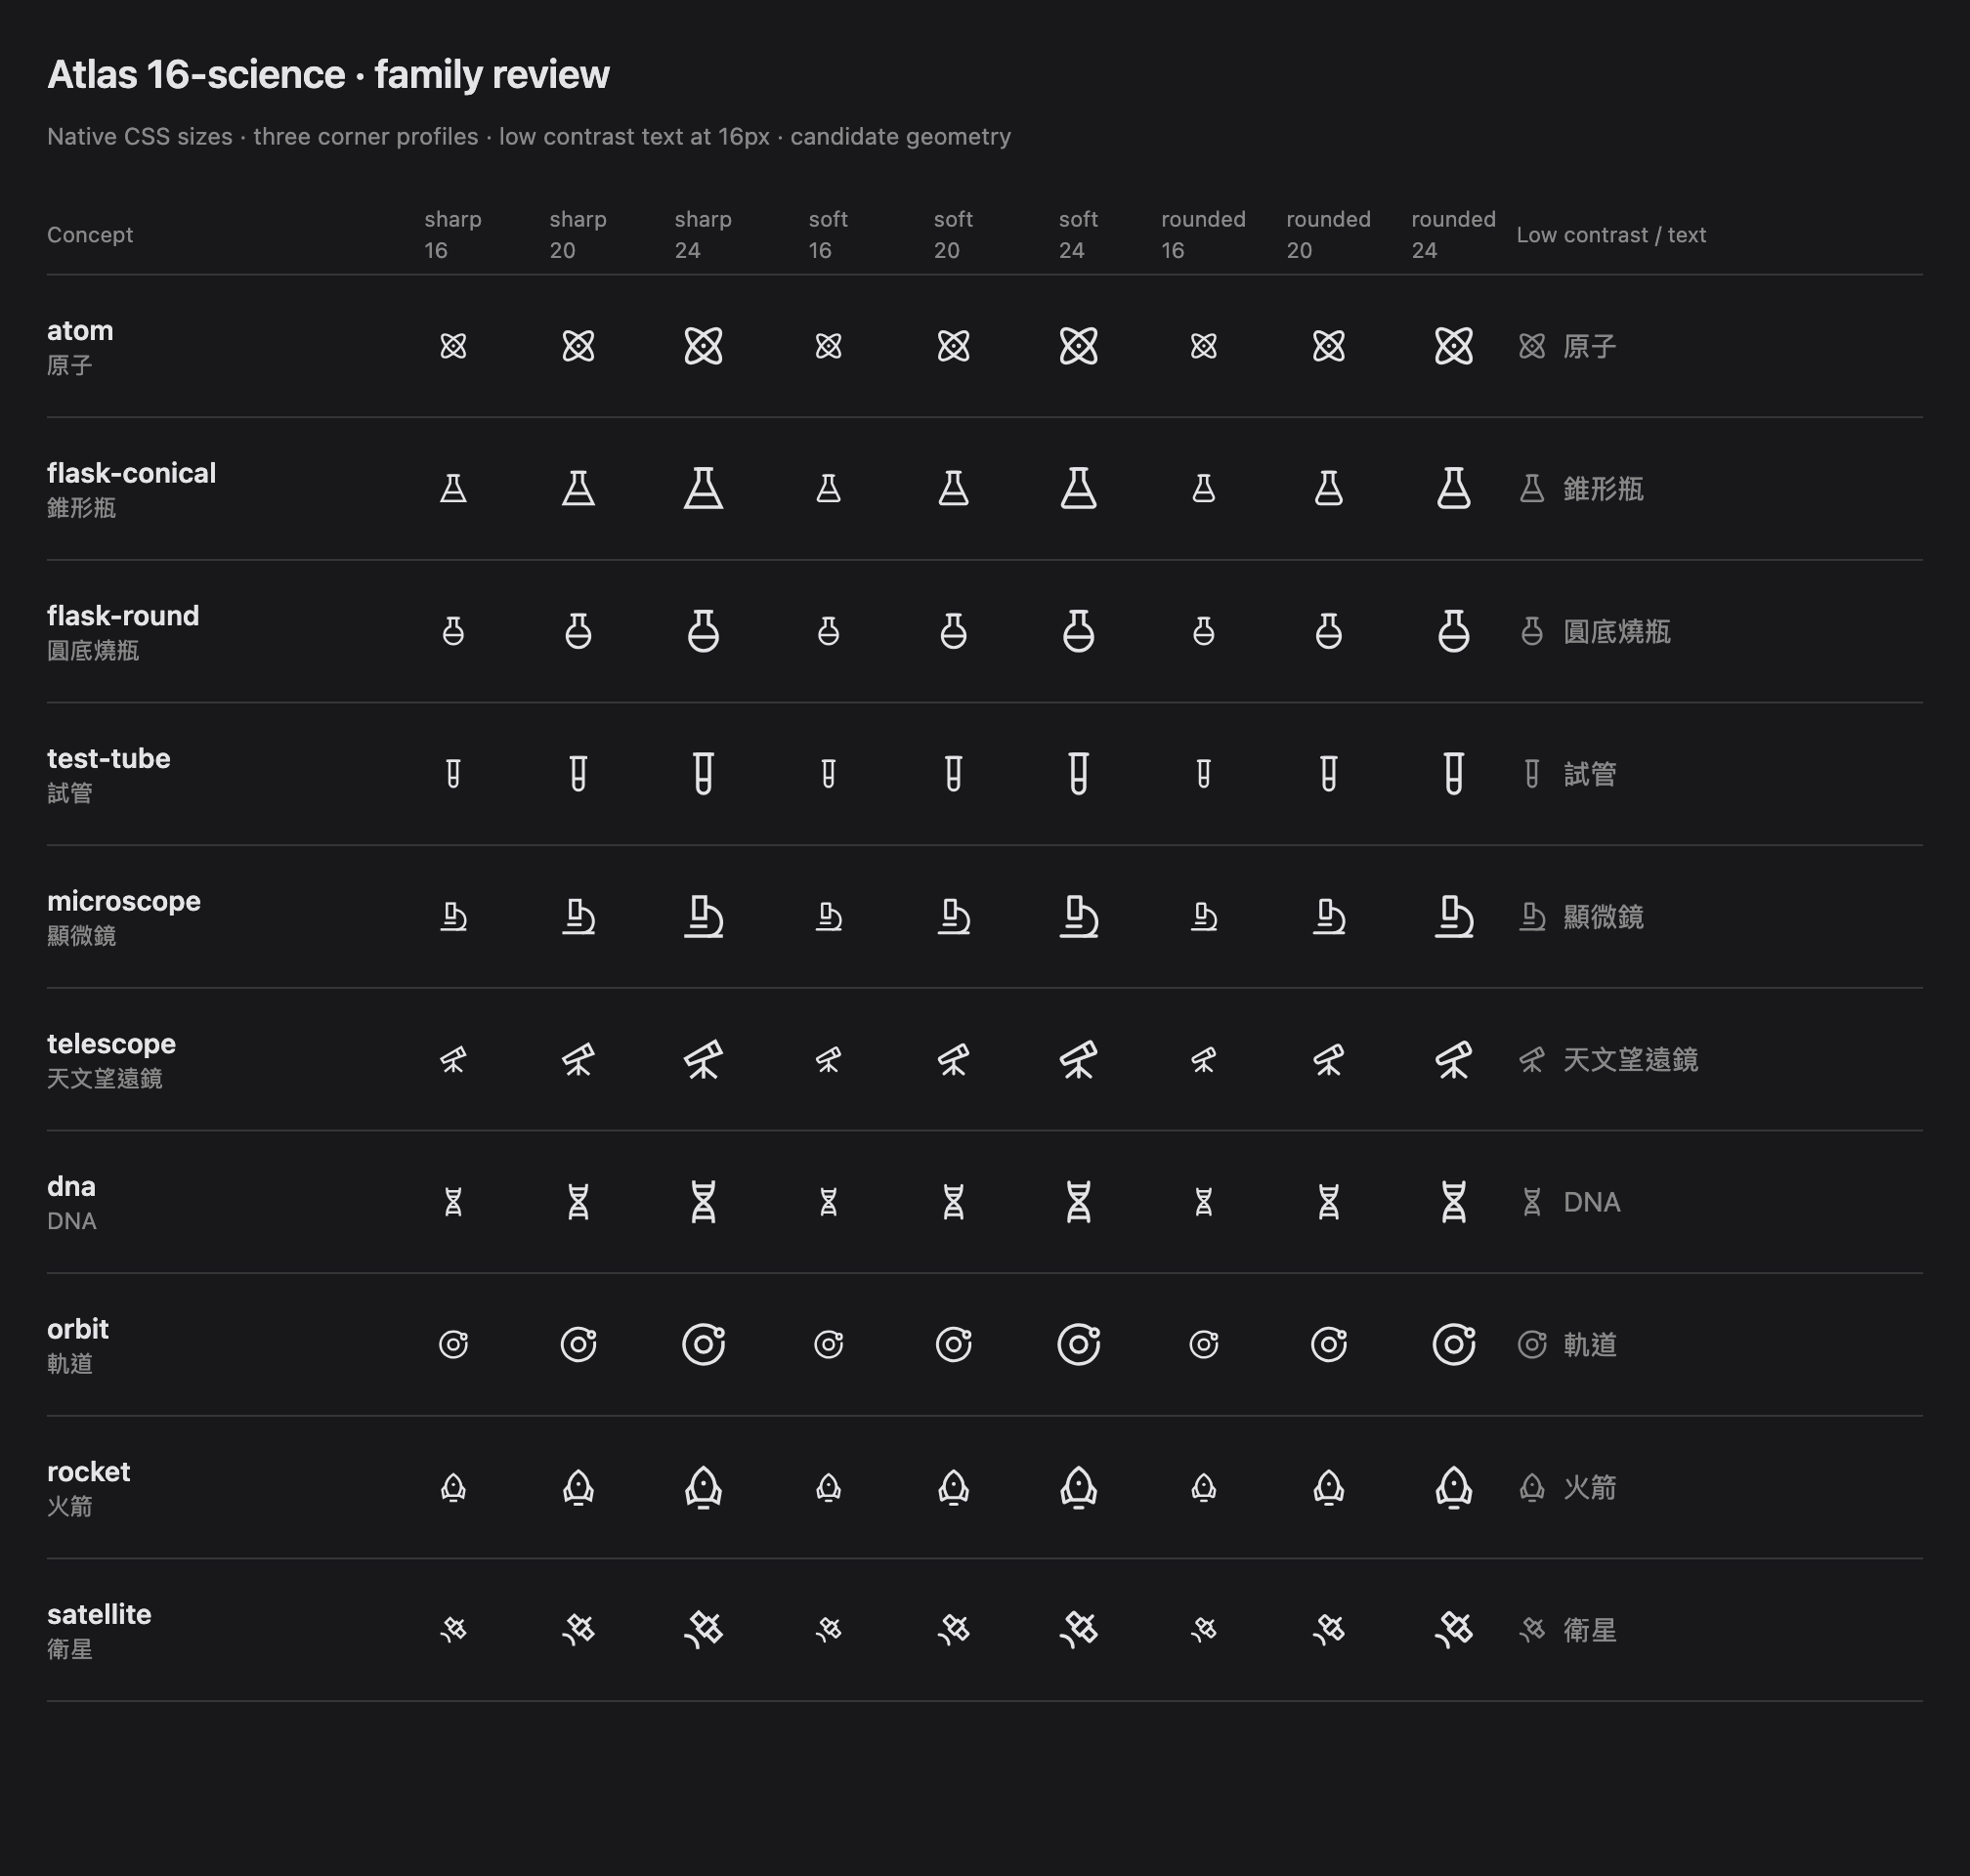 Atlas 16-science · family review
Native CSS sizes · three corner profiles · low contrast text at 16px · candidate geometry
Concept
sharp 16
sharp 20
sharp 24
soft 16
soft 20
soft 24
rounded 16
rounded 20
rounded 24
Low contrast / text
atom
原子
原子
flask-conical
錐形瓶
錐形瓶
flask-round
圓底燒瓶
圓底燒瓶
test-tube
試管
試管
microscope
顯微鏡
顯微鏡
telescope
天文望遠鏡
天文望遠鏡
dna
DNA
DNA
orbit
軌道
軌道
rocket
火箭
火箭
satellite
衛星
衛星